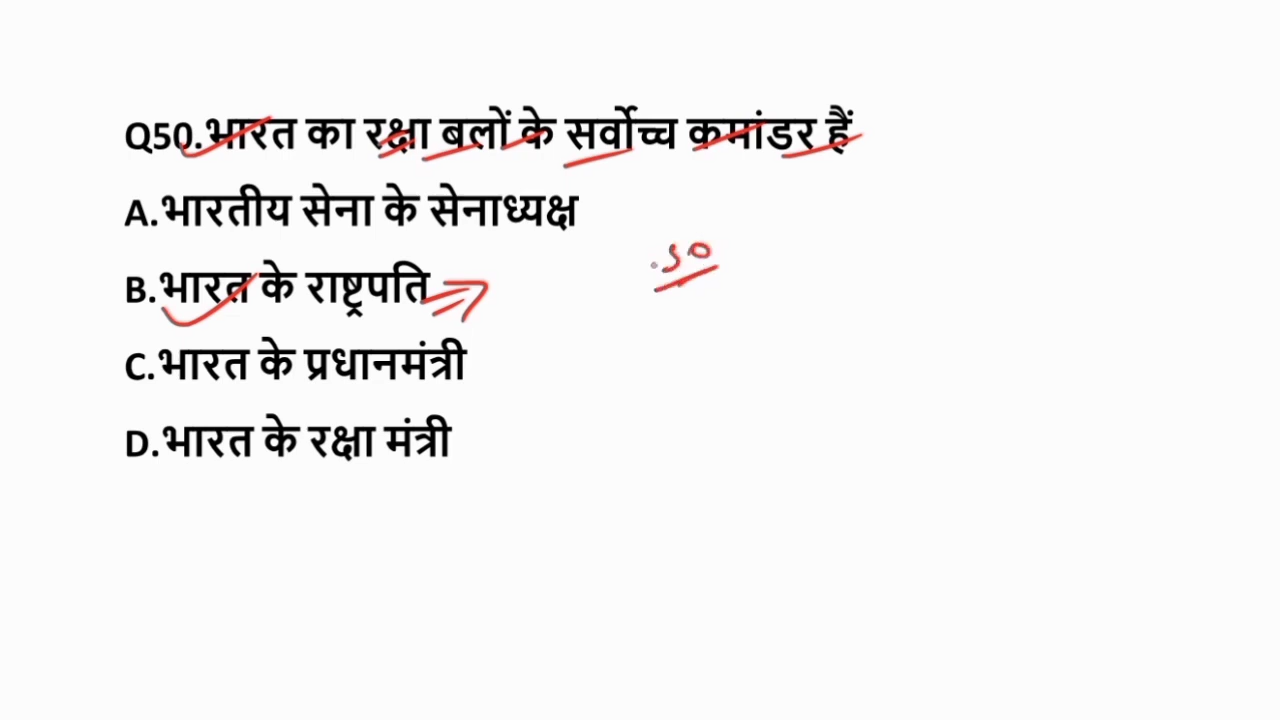 Q50.भारत का रक्षा बलों के सर्वोच्च कमांडर हैं
A.भारतीय सेना के सेनाध्यक्ष
B.भारत के राष्ट्रपति
C.भारत के प्रधानमंत्री
D.भारत के रक्षा मंत्री